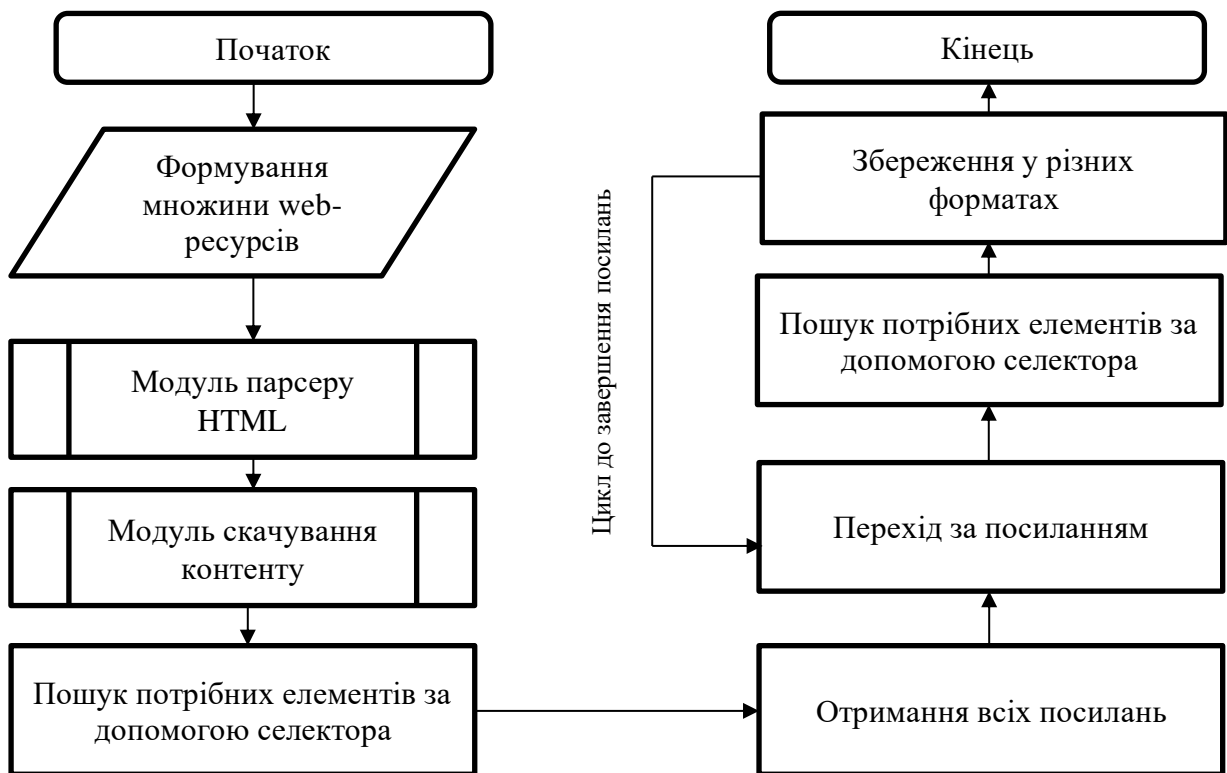 Початок
Формування
множини web-
ресурсів
Модуль парсеру
HTML
Модуль скачування
контенту
Пошук потрібних елементів за
допомогою селектора
Кінець
Збереження у різних
форматах
Пошук потрібних елементів за
допомогою селектора
Перехід за посиланням
Отримання всіх посилань
Цикл до завершення посилань